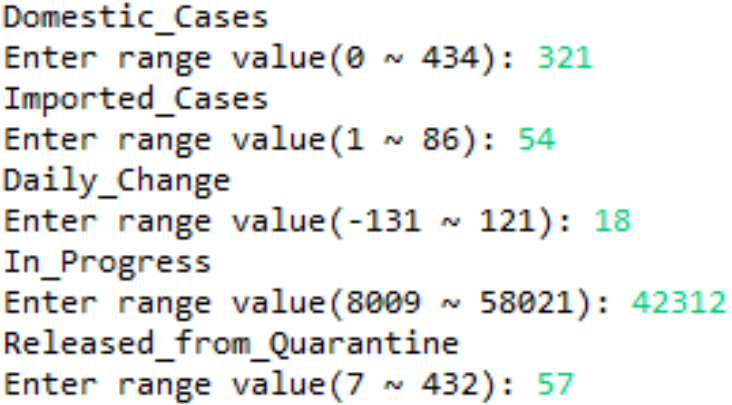 Domestic_Cases
Enter range value(0 ~ 434): 321
Imported_Cases
Enter range value(1 ~ 86): 54
Daily_Change
Enter range value(-131 ~ 121): 18
In_Progress
Enter range value(8009 ~ 58021): 42312
Released_from_Quarantine
Enter range value(7 ~ 432): 57